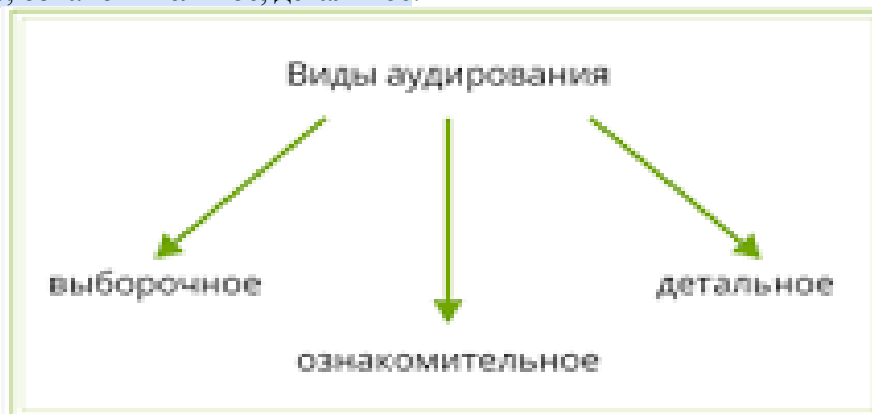 Виды аудирования
выборочное
детальное
ознакомительное